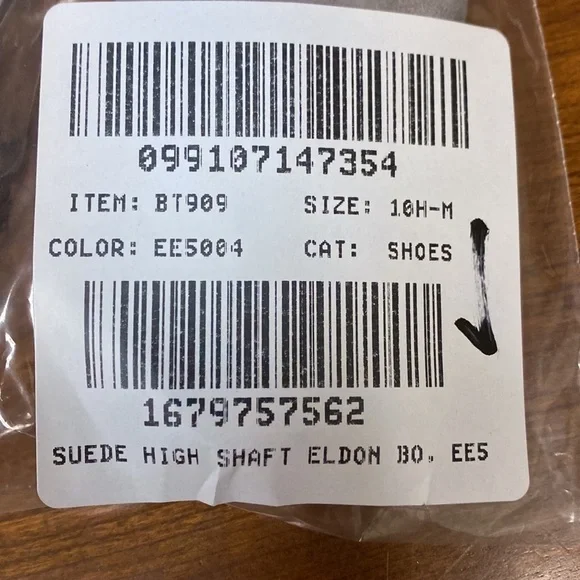 099107147354
ITEM: BT909 SIZE: 10H-M
COLOR: EE5004 CAT: SHOES
1679757562
SUEDE HIGH SHAFT ELDON BO, EE5